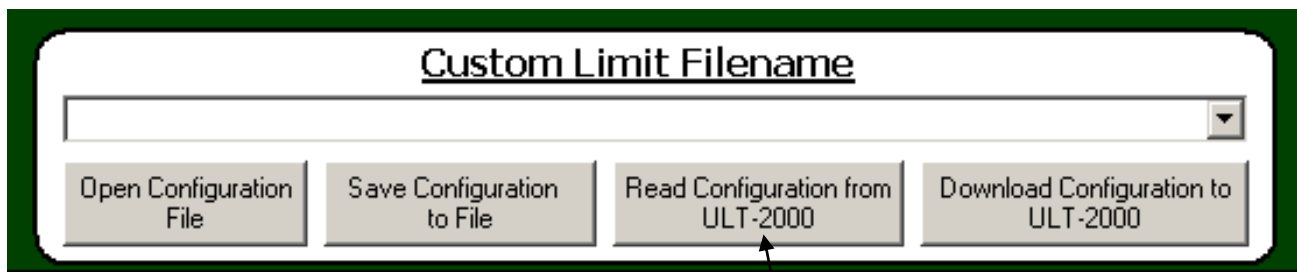 Custom Limit Filename
Open Configuration File
Save Configuration to File
Read Configuration from ULT-2000
Download Configuration to ULT-2000